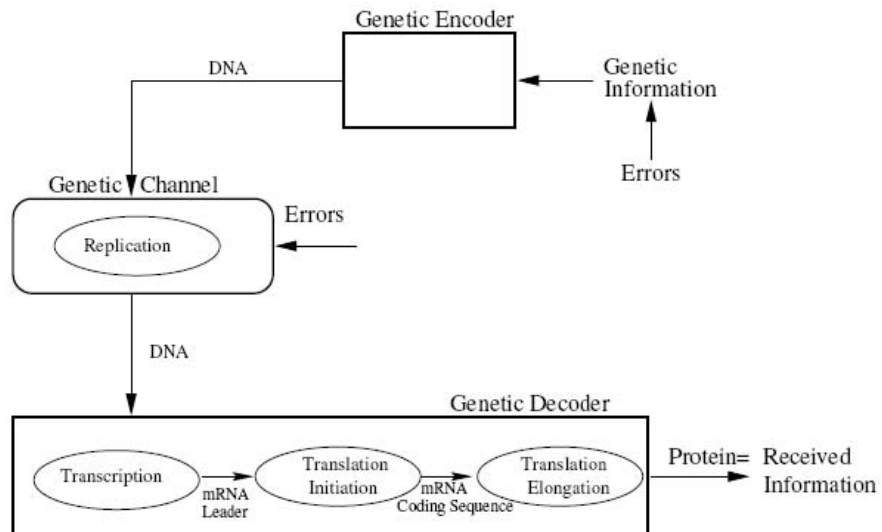 Genetic Encoder
DNA
Genetic
Information
Errors
Genetic Channel
Errors
Replication
DNA
Genetic Decoder
Transcription
mRNA
Leader
Translation
Initiation
mRNA
Coding Sequence
Translation
Elongation
Protein= Received
Information